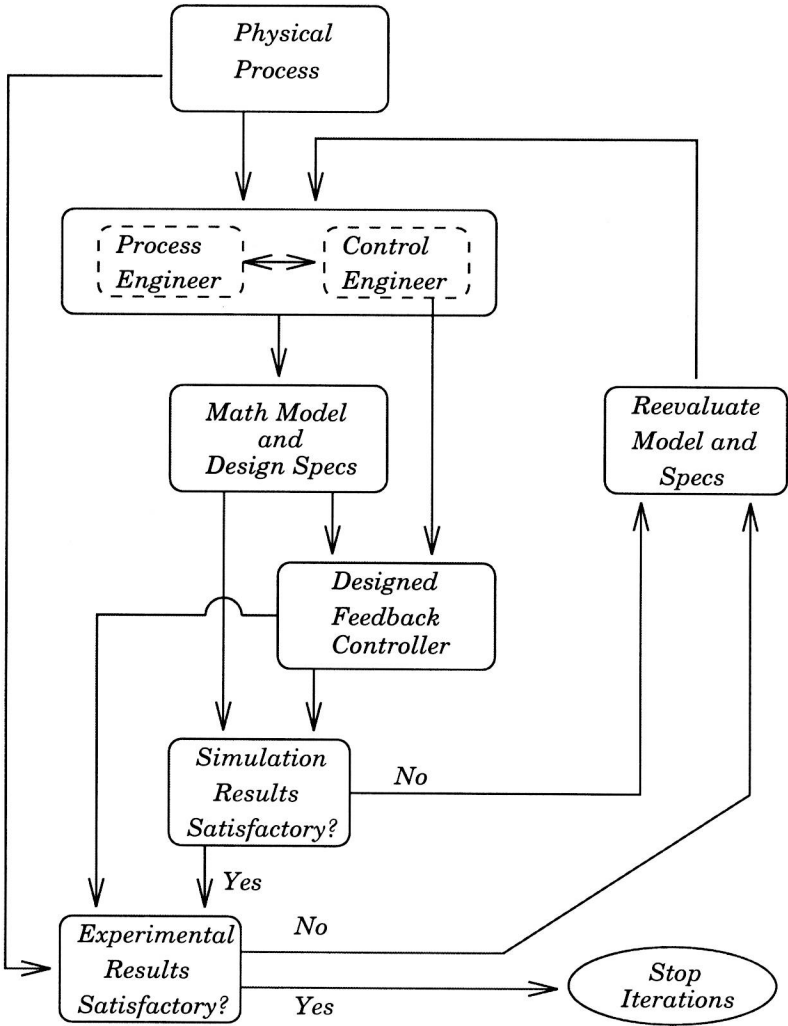 Physical
Process
Process
Engineer
Control
Engineer
Math Model
and
Design Specs
Reevaluate
Model and
Specs
Designed
Feedback
Controller
Simulation
Results
Satisfactory?
No
Yes
Experimental
Results
Satisfactory?
No
Yes
Stop
Iterations